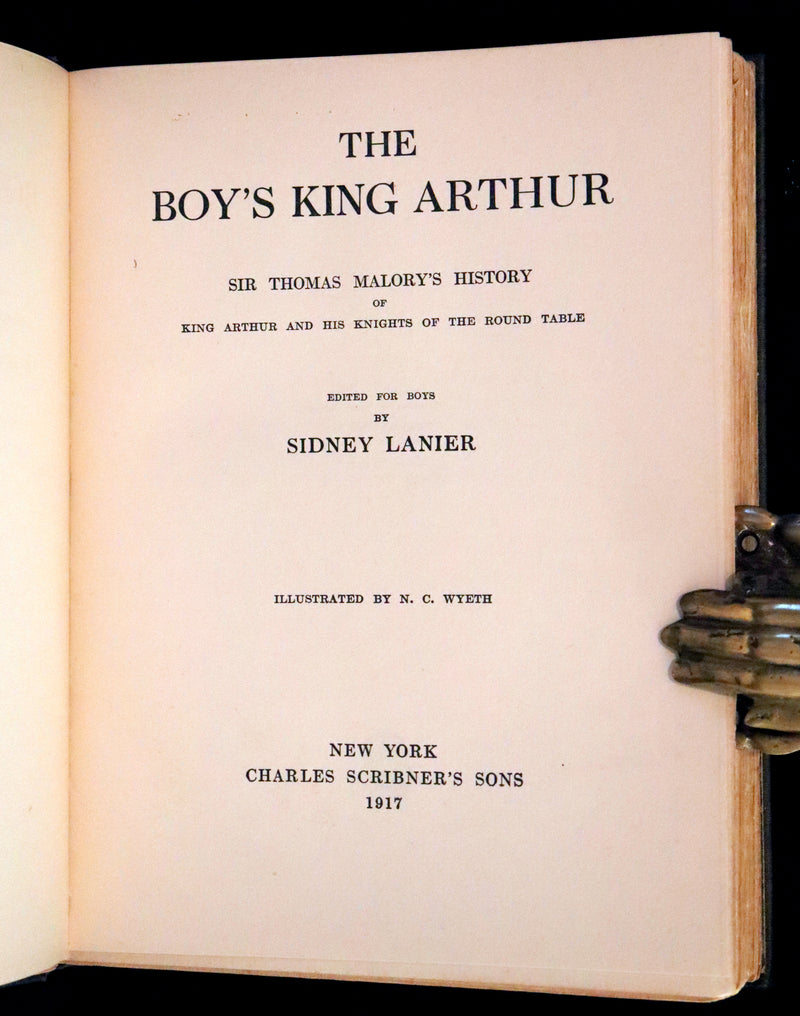 THE
BOY'S KING ARTHUR
SIR THOMAS MALORY'S HISTORY
OF
KING ARTHUR AND HIS KNIGHTS OF THE ROUND TABLE
EDITED FOR BOYS
BY
SIDNEY LANIER
ILLUSTRATED BY N. C. WYETH
NEW YORK
CHARLES SCRIBNER'S SONS
1917